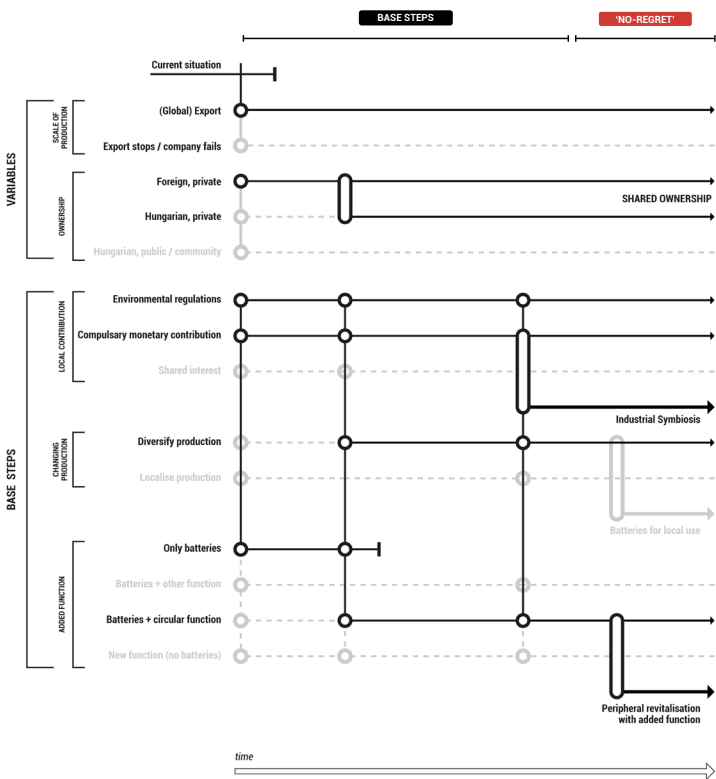 BASE STEPS
'NO-REGRET'
Current situation
VARIABLES
SCALE OF
PRODUCTION
(Global) Export
Export stops / company fails
OWNERSHIP
Foreign, private
SHARED OWNERSHIP
Hungarian, private
Hungarian, public / community
BASE STEPS
LOCAL CONTRIBUTION
Environmental regulations
Compulsary monetary contribution
Shared interest
Industrial Symbiosis
CHANGING
PRODUCTION
Diversify production
Localise production
Batteries for local use
ADDED FUNCTION
Only batteries
Batteries + other function
Batteries + circular function
New function (no batteries)
Peripheral revitalisation
with added function
time